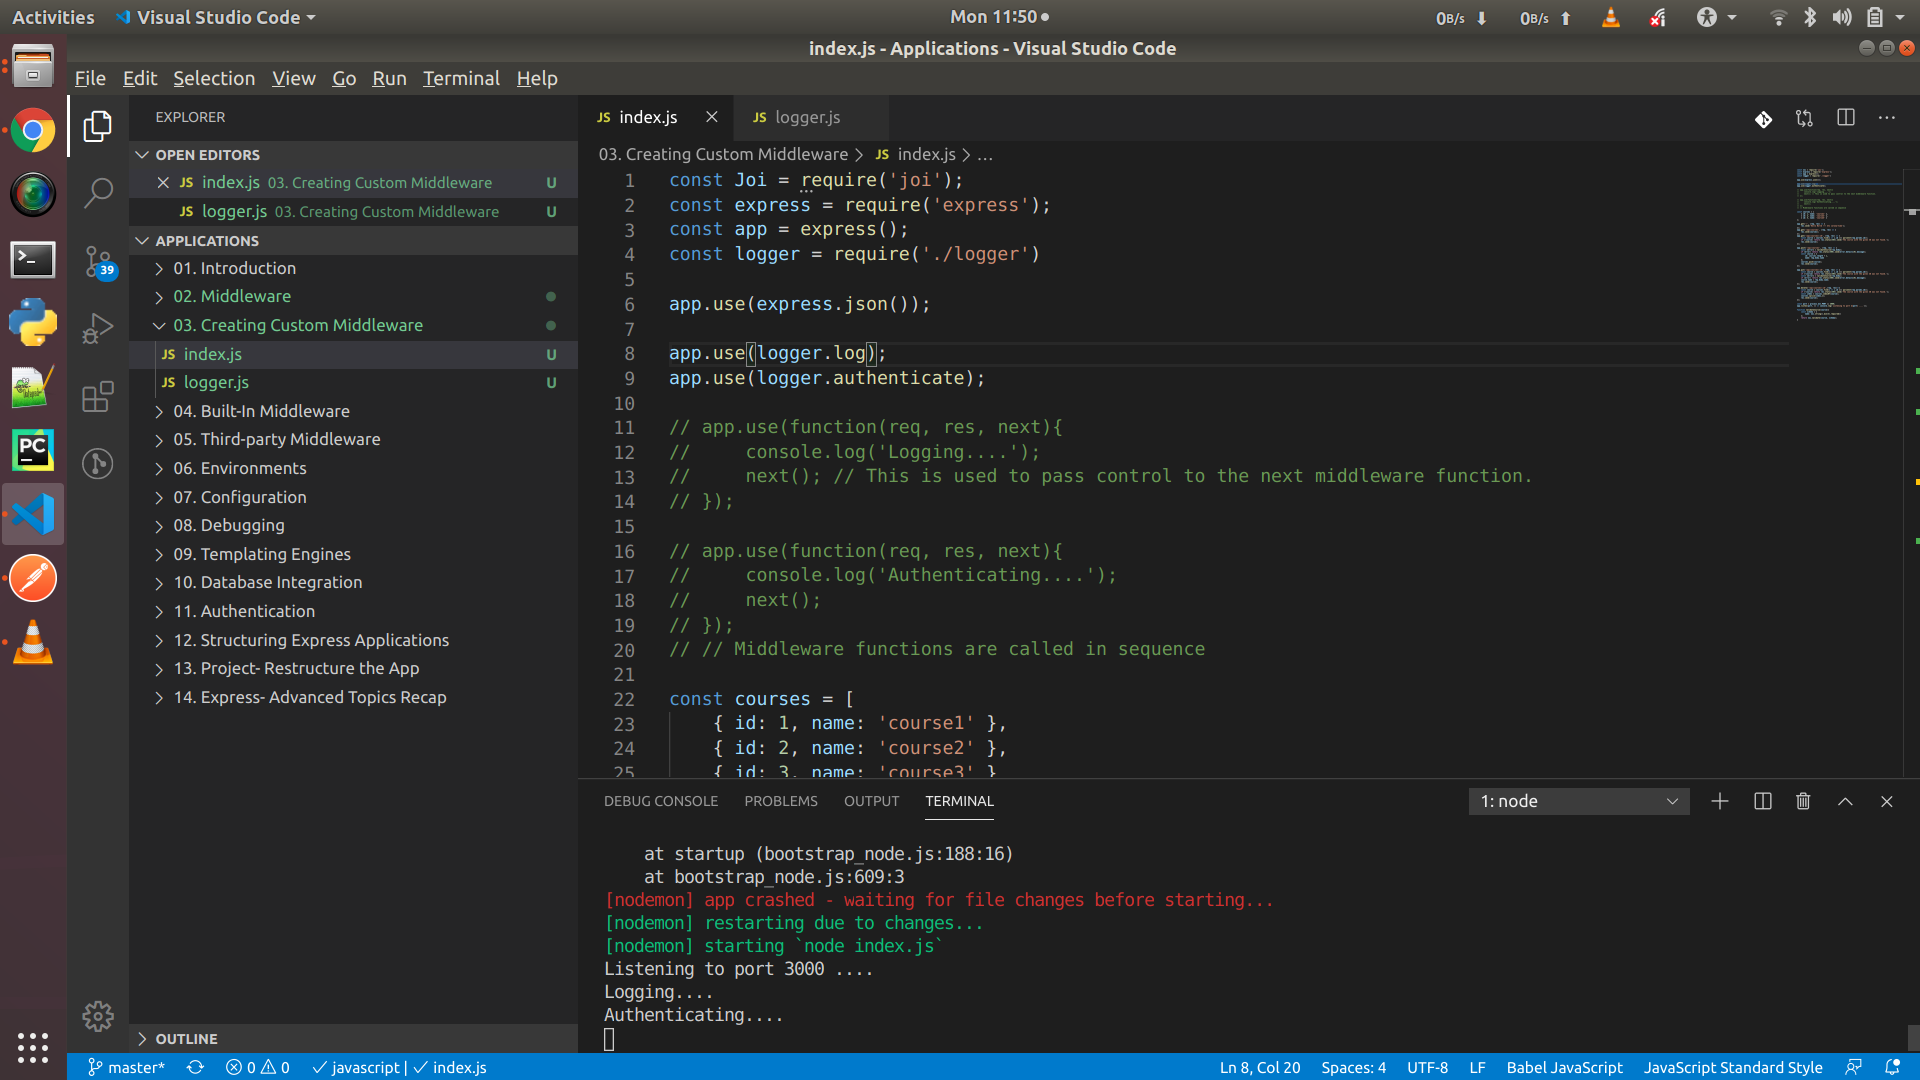 Activities
Visual Studio Code
Mon 11:50
0B/s
0B/s
index.js - Applications - Visual Studio Code
File Edit Selection View Go Run Terminal Help
EXPLORER
OPEN EDITORS
JS index.js 03. Creating Custom Middleware U
JS logger.js 03. Creating Custom Middleware U
APPLICATIONS
01. Introduction
02. Middleware
03. Creating Custom Middleware
JS index.js U
JS logger.js U
04. Built-In Middleware
05. Third-party Middleware
06. Environments
07. Configuration
08. Debugging
09. Templating Engines
10. Database Integration
11. Authentication
12. Structuring Express Applications
13. Project- Restructure the App
14. Express- Advanced Topics Recap
OUTLINE
39
PC
JS index.js
JS logger.js
03. Creating Custom Middleware > JS index.js > ...
1 const Joi = require('joi');
2 const express = require('express');
3 const app = express();
4 const logger = require('./logger')
5
6 app.use(express.json());
7
8 app.use(logger.log);
9 app.use(logger.authenticate);
10
11 // app.use(function(req, res, next){
12 //     console.log('Logging....');
13 //     next(); // This is used to pass control to the next middleware function.
14 // });
15
16 // app.use(function(req, res, next){
17 //     console.log('Authenticating....');
18 //     next();
19 // });
20 // // Middleware functions are called in sequence
21
22 const courses = [
23     { id: 1, name: 'course1' },
24     { id: 2, name: 'course2' },
25     { id: 3, name: 'course3' }
DEBUG CONSOLE PROBLEMS OUTPUT TERMINAL
1: node
at startup (bootstrap_node.js:188:16)
at bootstrap_node.js:609:3
[nodemon] app crashed - waiting for file changes before starting...
[nodemon] restarting due to changes...
[nodemon] starting `node index.js`
Listening to port 3000 ....
Logging....
Authenticating....
master* 0 0 javascript | index.js
Ln 8, Col 20 Spaces: 4 UTF-8 LF Babel JavaScript JavaScript Standard Style